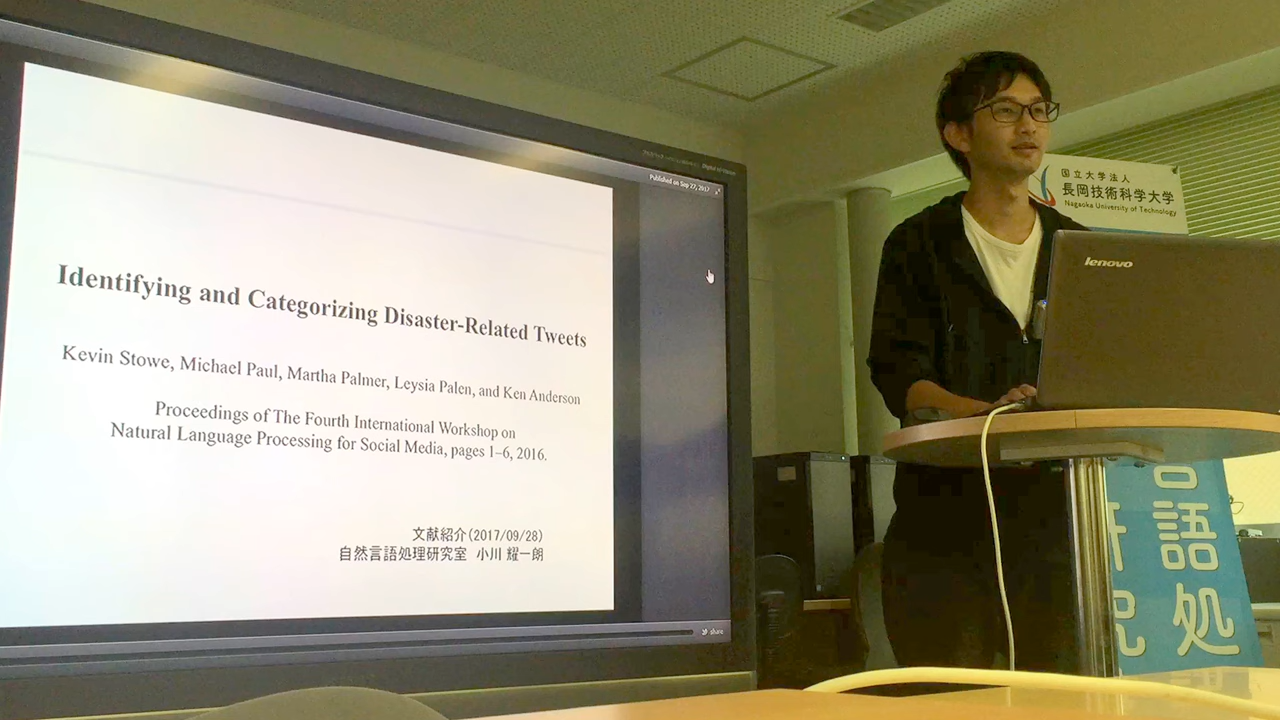 Published on Sep 27, 2017
Identifying and Categorizing Disaster-Related Tweets
Kevin Stowe, Michael Paul, Martha Palmer, Leysia Palen, and Ken Anderson
Proceedings of The Fourth International Workshop on
Natural Language Processing for Social Media, pages 1–6, 2016.
文献紹介(2017/09/28)
自然言語処理研究室 小川 耀一朗
share
国立大学法人
長岡技術科学大学
Nagaoka University of Technology
lenovo
語
処